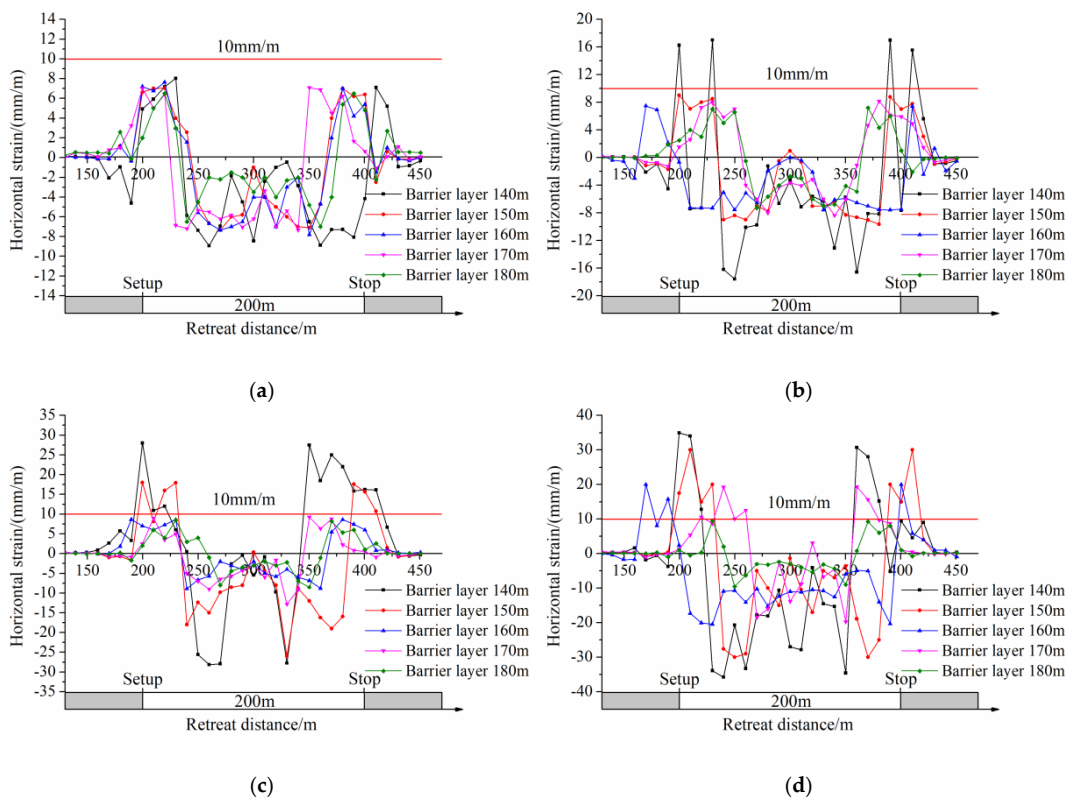 (a)
Horizontal strain/(mm/m)
14
12
10
8
6
4
2
0
-2
-4
-6
-8
-10
-12
-14
10mm/m
150 200 250 300 350 400 450
Barrier layer 140m
Barrier layer 150m
Barrier layer 160m
Barrier layer 170m
Barrier layer 180m
Setup Stop
200m
Retreat distance/m
(b)
Horizontal strain/(mm/m)
20
16
12
8
4
0
-4
-8
-12
-16
-20
10mm/m
150 200 250 300 350 400 450
Barrier layer 140m
Barrier layer 150m
Barrier layer 160m
Barrier layer 170m
Barrier layer 180m
Setup Stop
200m
Retreat distance/m
(a) (b)
Horizontal strain/(mm/m)
35
30
25
20
15
10
5
0
-5
-10
-15
-20
-25
-30
-35
10mm/m
150 200 250 300 350 400 450
Barrier layer 140m
Barrier layer 150m
Barrier layer 160m
Barrier layer 170m
Barrier layer 180m
Setup Stop
200m
Retreat distance/m
Horizontal strain/(mm/m)
40
30
20
10
0
-10
-20
-30
-40
10mm/m
150 200 250 300 350 400 450
Barrier layer 140m
Barrier layer 150m
Barrier layer 160m
Barrier layer 170m
Barrier layer 180m
Setup Stop
200m
Retreat distance/m
(c) (d)